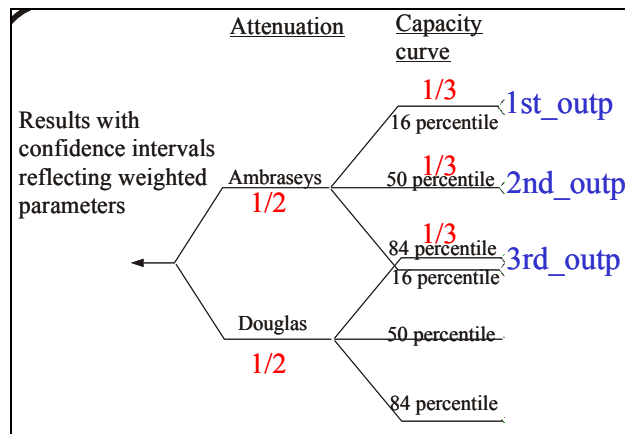 Attenuation
Capacity
curve
1/3
1st_outp
16 percentile
Results with
confidence intervals
reflecting weighted
parameters
1/3
Ambraseys
50 percentile
2nd_outp
1/2
1/3
84 percentile
3rd_outp
16 percentile
Douglas
50 percentile
1/2
84 percentile